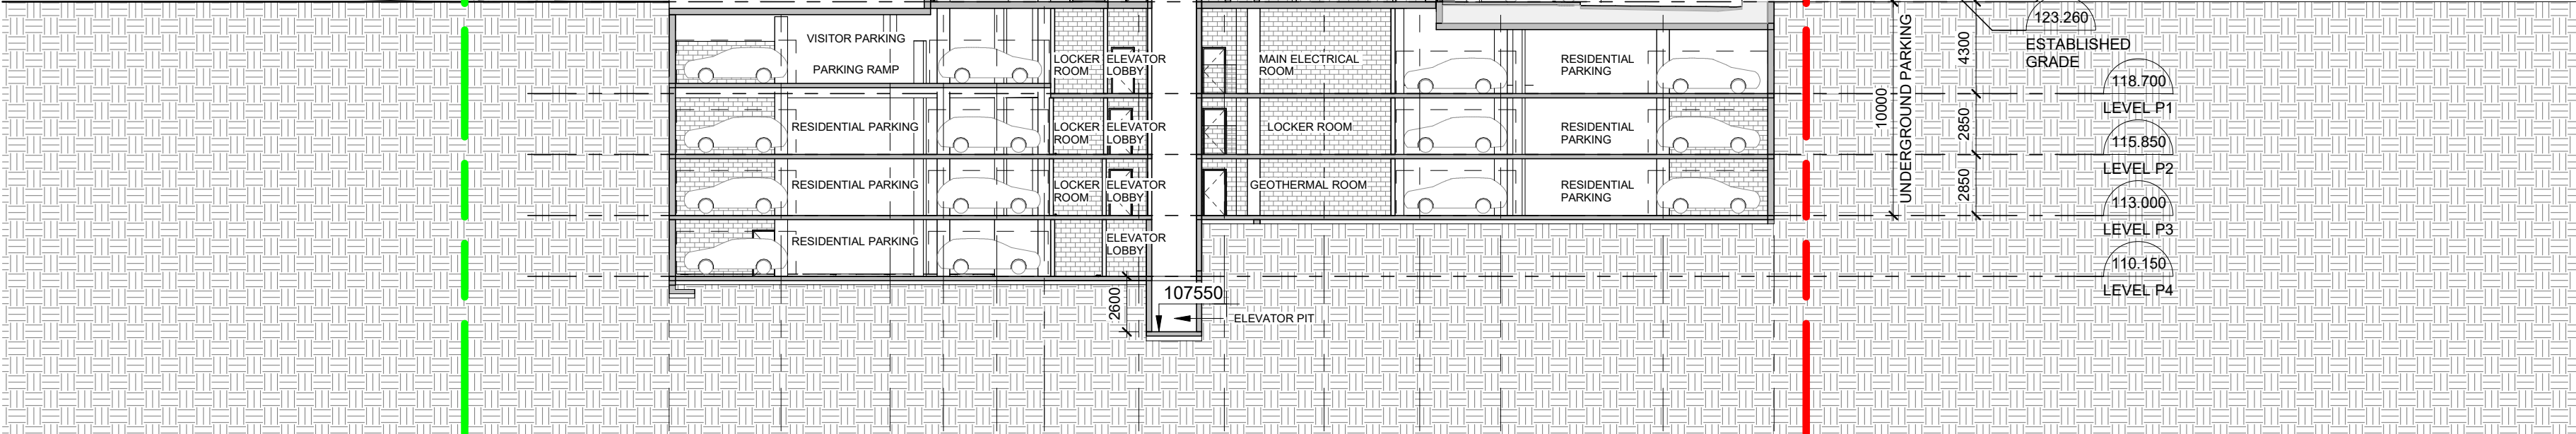 VISITOR PARKING
PARKING RAMP
LOCKER
ROOM
ELEVATOR
LOBBY
MAIN ELECTRICAL
ROOM
RESIDENTIAL
PARKING
RESIDENTIAL PARKING
LOCKER
ROOM
ELEVATOR
LOBBY
LOCKER ROOM
RESIDENTIAL
PARKING
RESIDENTIAL PARKING
LOCKER
ROOM
ELEVATOR
LOBBY
GEOTHERMAL ROOM
RESIDENTIAL
PARKING
RESIDENTIAL PARKING
ELEVATOR
LOBBY
2600
107550
ELEVATOR PIT
10000
UNDERGROUND PARKING
4300
2850
2850
123.260
ESTABLISHED
GRADE
118.700
LEVEL P1
115.850
LEVEL P2
113.000
LEVEL P3
110.150
LEVEL P4